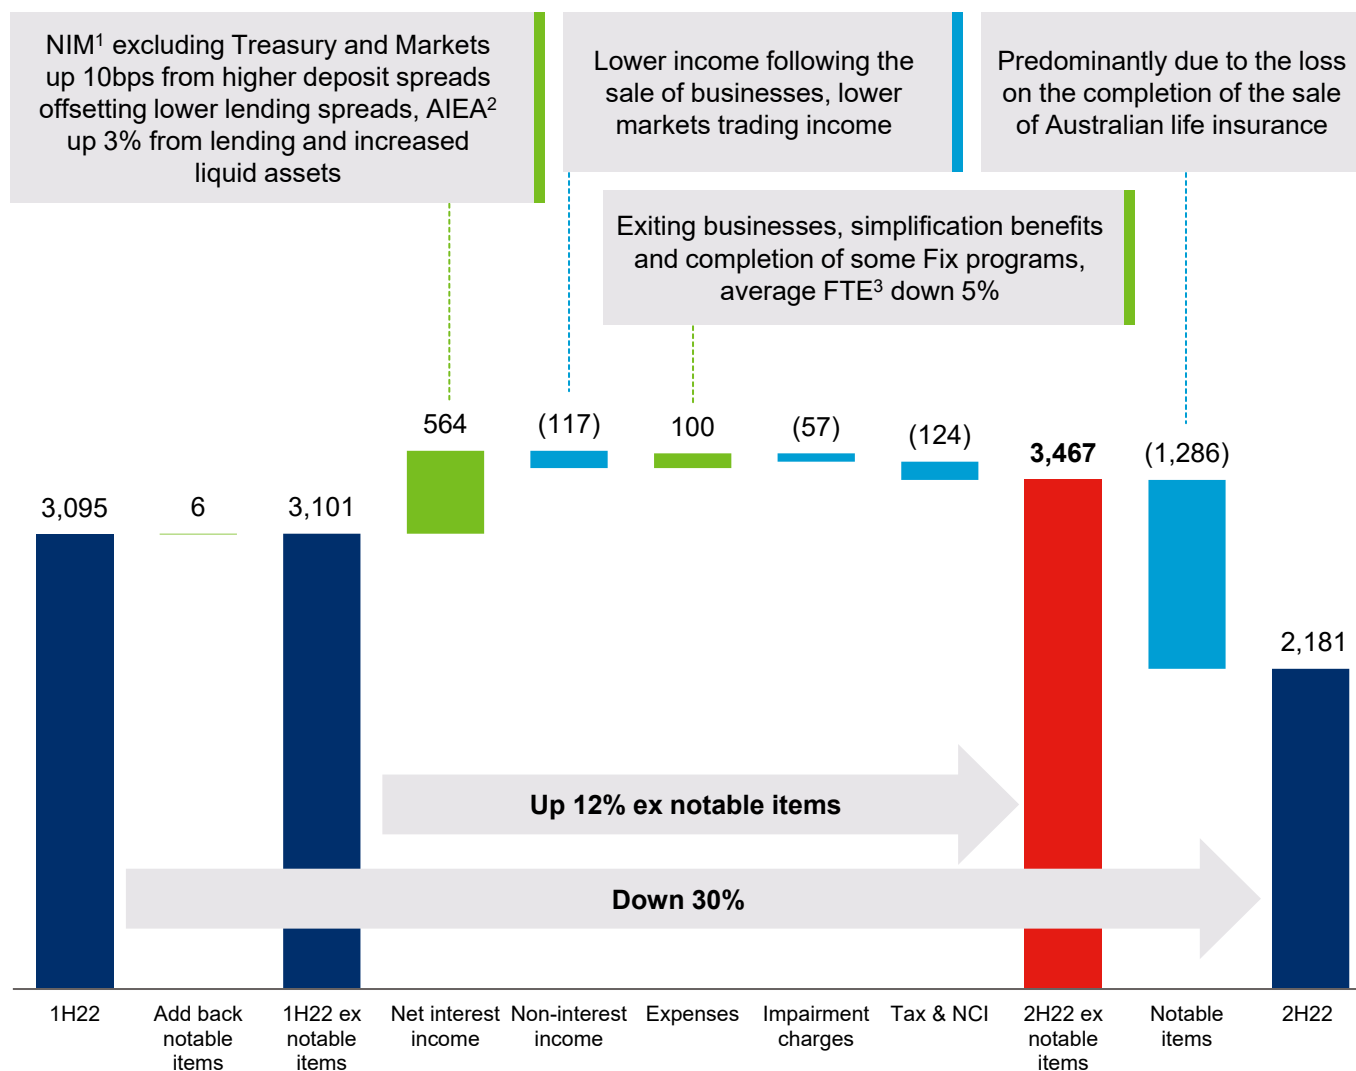 NIM1 excluding Treasury and Markets
up 10bps from higher deposit spreads
offsetting lower lending spreads, AIEA2
up 3% from lending and increased
liquid assets
Lower income following the
sale of businesses, lower
markets trading income
Predominantly due to the loss
on the completion of the sale
of Australian life insurance
Exiting businesses, simplification benefits
and completion of some Fix programs,
average FTE3 down 5%
3,095
6
3,101
564
(117)
100
(57)
(124)
3,467
(1,286)
2,181
Up 12% ex notable items
Down 30%
1H22
Add back
notable
items
1H22 ex
notable
items
Net interest
income
Non-interest
income
Expenses
Impairment
charges
Tax & NCI
2H22 ex
notable
items
Notable
items
2H22